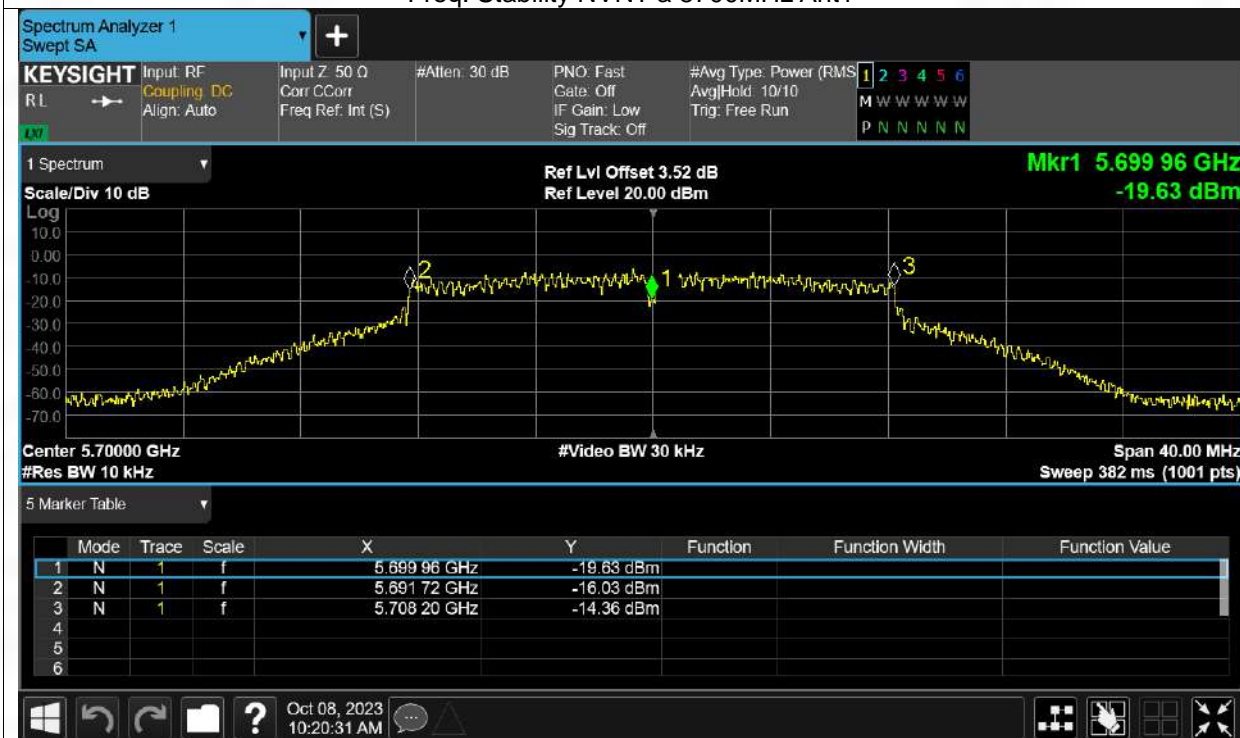 Freq. Stability NVNT a 5700MHz Ant1
Spectrum Analyzer 1
Swept SA
+
KEYSIGHT Input: RF Input Z: 50 Ω #Atten: 30 dB PNO: Fast #Avg Type: Power (RMS 1 2 3 4 5 6
RL Coupling: DC Corr CCorr Gate: Off Avg|Hold: 10/10 M W W W W W
Align: Auto Freq Ref: Int (S) IF Gain: Low Trig: Free Run
LXI Sig Track: Off P N N N N N
1 Spectrum Ref Lvl Offset 3.52 dB Mkr1 5.699 96 GHz
Scale/Div 10 dB Ref Level 20.00 dBm -19.63 dBm
Log
10.0
0.00
-10.0
-20.0
-30.0
-40.0
-50.0
-60.0
-70.0
2 1 3
Center 5.70000 GHz #Video BW 30 kHz Span 40.00 MHz
#Res BW 10 kHz Sweep 382 ms (1001 pts)
5 Marker Table
Mode Trace Scale X Y Function Function Width Function Value
1 N 1 f 5.699 96 GHz -19.63 dBm
2 N 1 f 5.691 72 GHz -16.03 dBm
3 N 1 f 5.708 20 GHz -14.36 dBm
4
5
6
? Oct 08, 2023
10:20:31 AM